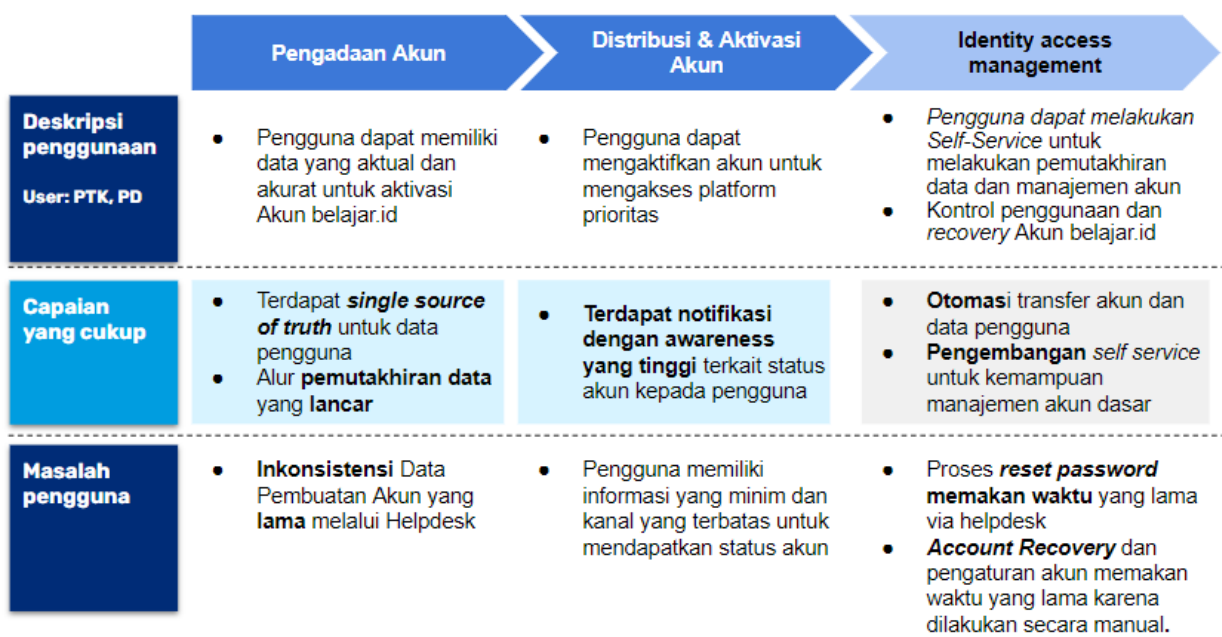 Pengadaan Akun
Distribusi & Aktivasi
Akun
Identity access
management
Deskripsi
penggunaan
User: PTK, PD
● Pengguna dapat memiliki
data yang aktual dan
akurat untuk aktivasi
Akun belajar.id
● Pengguna dapat
mengaktifkan akun untuk
mengakses platform
prioritas
● Pengguna dapat melakukan
Self-Service untuk
melakukan pemutakhiran
data dan manajemen akun
● Kontrol penggunaan dan
recovery Akun belajar.id
Capaian
yang cukup
● Terdapat single source
of truth untuk data
pengguna
● Alur pemutakhiran data
yang lancar
● Terdapat notifikasi
dengan awareness
yang tinggi terkait status
akun kepada pengguna
● Otomasi transfer akun dan
data pengguna
● Pengembangan self service
untuk kemampuan
manajemen akun dasar
Masalah
pengguna
● Inkonsistensi Data
Pembuatan Akun yang
lama melalui Helpdesk
● Pengguna memiliki
informasi yang minim dan
kanal yang terbatas untuk
mendapatkan status akun
● Proses reset password
memakan waktu yang lama
via helpdesk
● Account Recovery dan
pengaturan akun memakan
waktu yang lama karena
dilakukan secara manual.